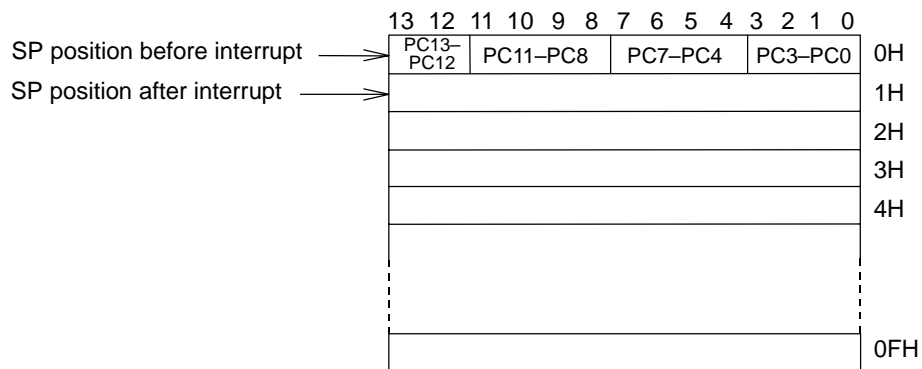 13 12 11 10 9 8 7 6 5 4 3 2 1 0
SP position before interrupt PC13–
PC12 PC11–PC8 PC7–PC4 PC3–PC0 0H
SP position after interrupt 1H
2H
3H
4H
0FH